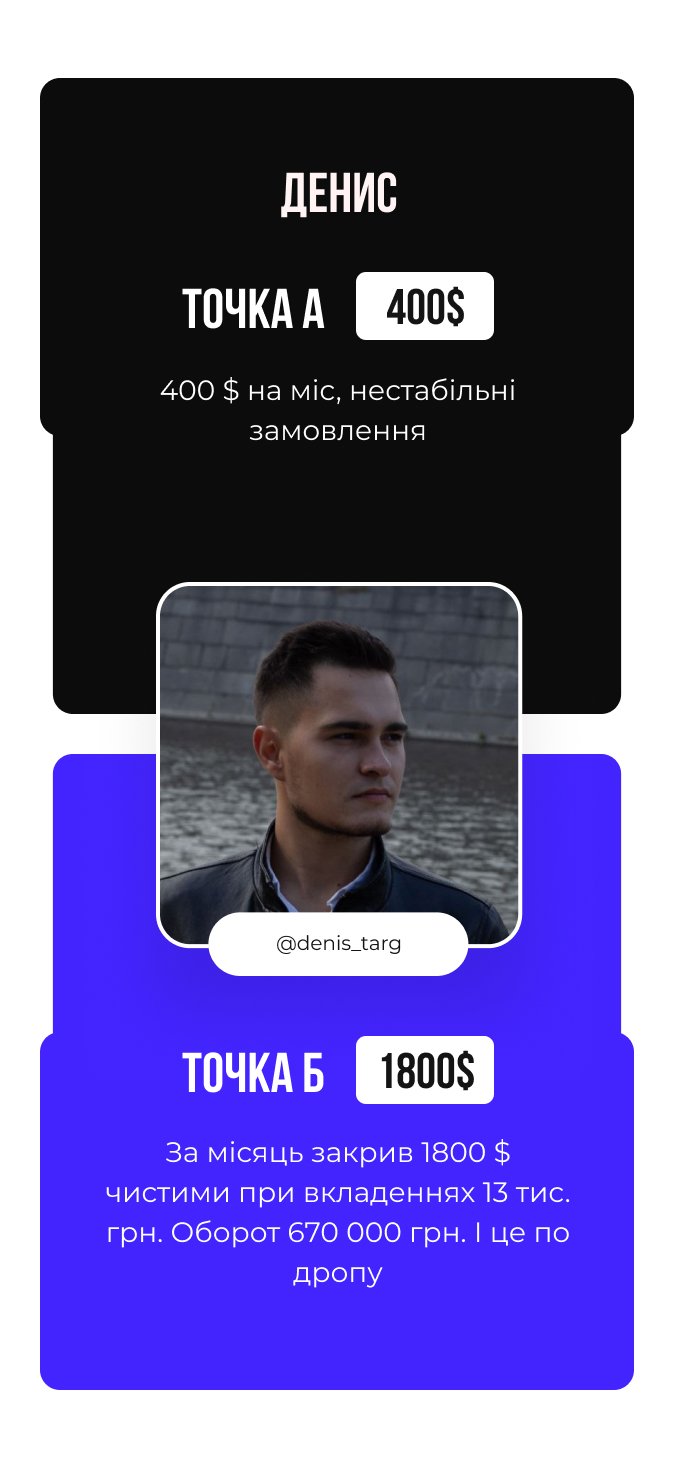 ДЕНИС
ТОЧКА А 400$
400 $ на міс, нестабільні
замовлення
@denis_targ
ТОЧКА Б 1800$
За місяць закрив 1800 $
чистими при вкладеннях 13 тис.
грн. Оборот 670 000 грн. І це по
дропу